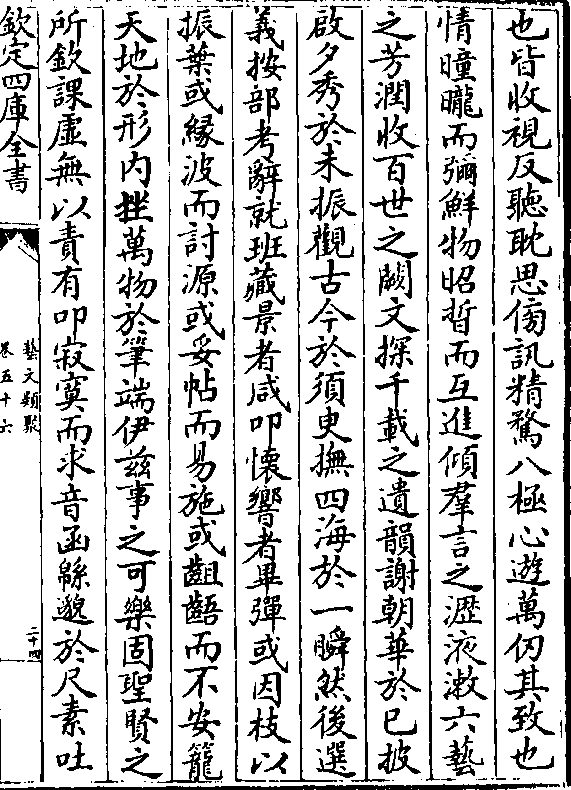 也皆收視反聽耽思傍訊精騖八極心遊萬仞其致也
情曈曨而彌鮮物昭晢而互進傾羣言之瀝液漱六藝
之芳潤收百世之闕文探千載之遺韻謝朝華於已披
啟夕秀於未振觀古今於須臾撫四海於一瞬然後選
義按部考辭就班藏景者咸叩懷響者畢彈或因枝以
振葉或緣波而討源或妥帖而易施或齟齬而不安籠
天地於形内挫萬物於筆端伊兹事之可樂固聖賢之
所欽課虛無以責有叩寂寞而求音函緜邈於尺素吐
欽定四庫全書
藝文類聚
卷五十六
二十四